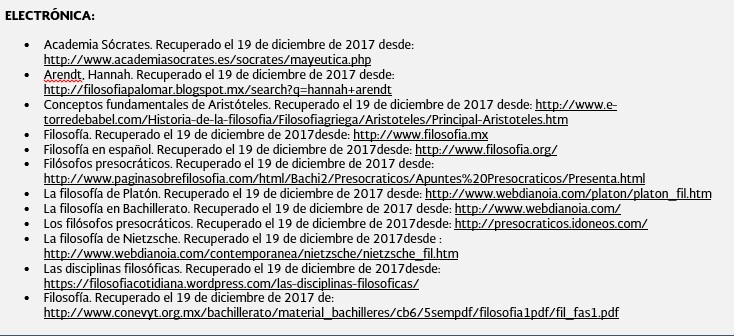 ELECTRÓNICA:
• Academia Sócrates. Recuperado el 19 de diciembre de 2017 desde:
http://www.academiasocrates.es/socrates/mayeutica.php
• Arendt, Hannah. Recuperado el 19 de diciembre de 2017 desde:
http://filosofiapalomar.blogspot.mx/search?q=hannah+arendt
• Conceptos fundamentales de Aristóteles. Recuperado el 19 de diciembre de 2017 desde: http://www.e-
torredebabel.com/Historia-de-la-filosofia/Filosofiagriega/Aristoteles/Principal-Aristoteles.htm
• Filosofía. Recuperado el 19 de diciembre de 2017desde: http://www.filosofia.mx
• Filosofía en español. Recuperado el 19 de diciembre de 2017desde: http://www.filosofia.org/
• Filósofos presocráticos. Recuperado el 19 de diciembre de 2017 desde:
http://www.paginasobrefilosofia.com/html/Bachi2/Presocraticos/Apuntes%20Presocraticos/Presenta.html
• La filosofía de Platón. Recuperado el 19 de diciembre de 2017 desde: http://www.webdianoia.com/platon/platon_fil.htm
• La filosofía en Bachillerato. Recuperado el 19 de diciembre de 2017 desde: http://www.webdianoia.com/
• Los filósofos presocráticos. Recuperado el 19 de diciembre de 2017desde: http://presocraticos.idoneos.com/
• La filosofía de Nietzsche. Recuperado el 19 de diciembre de 2017desde :
http://www.webdianoia.com/contemporanea/nietzsche/nietzsche_fil.htm
• Las disciplinas filosóficas. Recuperado el 19 de diciembre de 2017desde:
https://filosofiacotidiana.wordpress.com/las-disciplinas-filosoficas/
• Filosofía. Recuperado el 19 de diciembre de 2017 de:
http://www.conevyt.org.mx/bachillerato/material_bachilleres/cb6/5sempdf/filosofia1pdf/fil_fas1.pdf